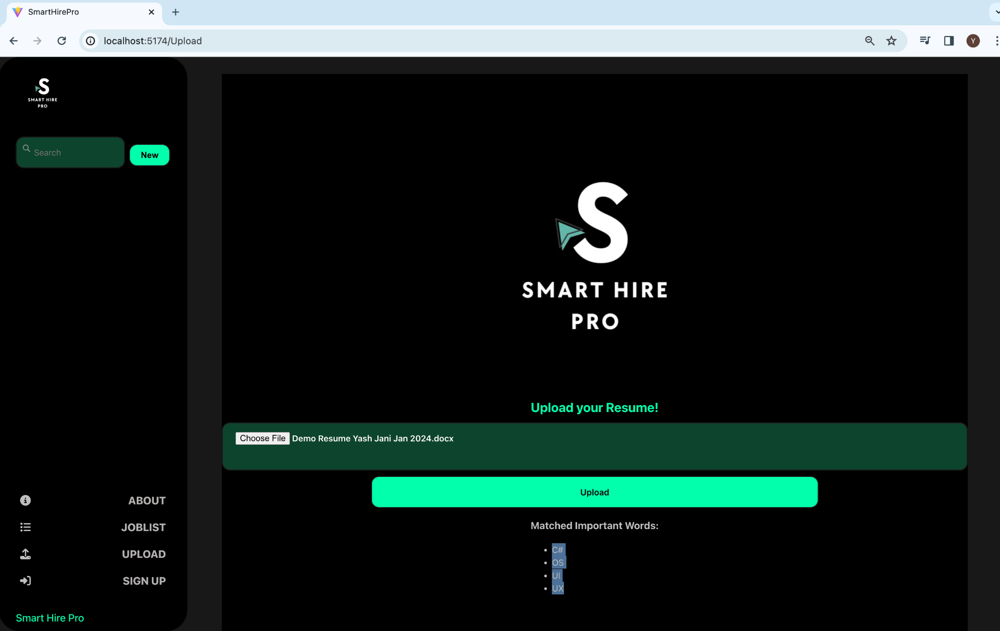 SmartHirePro
localhost:5174/Upload
Y
S
SMART HIRE
PRO
Search
New
S
SMART HIRE
PRO
Upload your Resume!
Choose File Demo Resume Yash Jani Jan 2024.docx
Upload
Matched Important Words:
C#
OS
UI
UX
ABOUT
JOBLIST
UPLOAD
SIGN UP
Smart Hire Pro